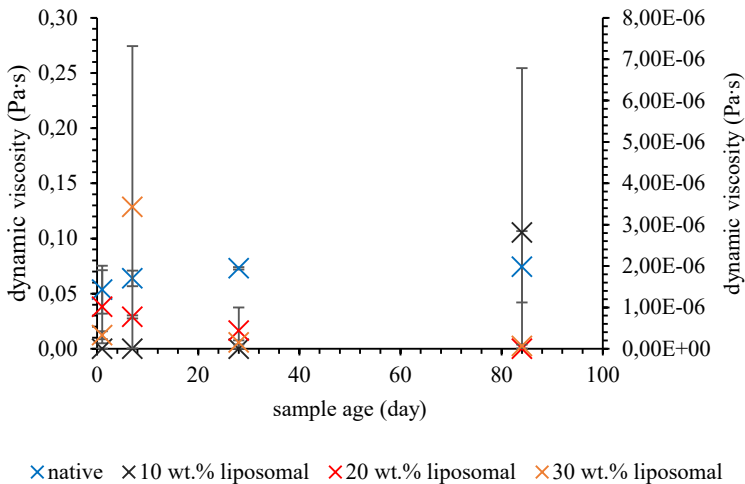 0,30
0,25
0,20
0,15
0,10
0,05
0,00
dynamic viscosity (Pa·s)
8,00E-06
7,00E-06
6,00E-06
5,00E-06
4,00E-06
3,00E-06
2,00E-06
1,00E-06
0,00E+00
dynamic viscosity (Pa·s)
0 20 40 60 80 100
sample age (day)
native 10 wt.% liposomal 20 wt.% liposomal 30 wt.% liposomal